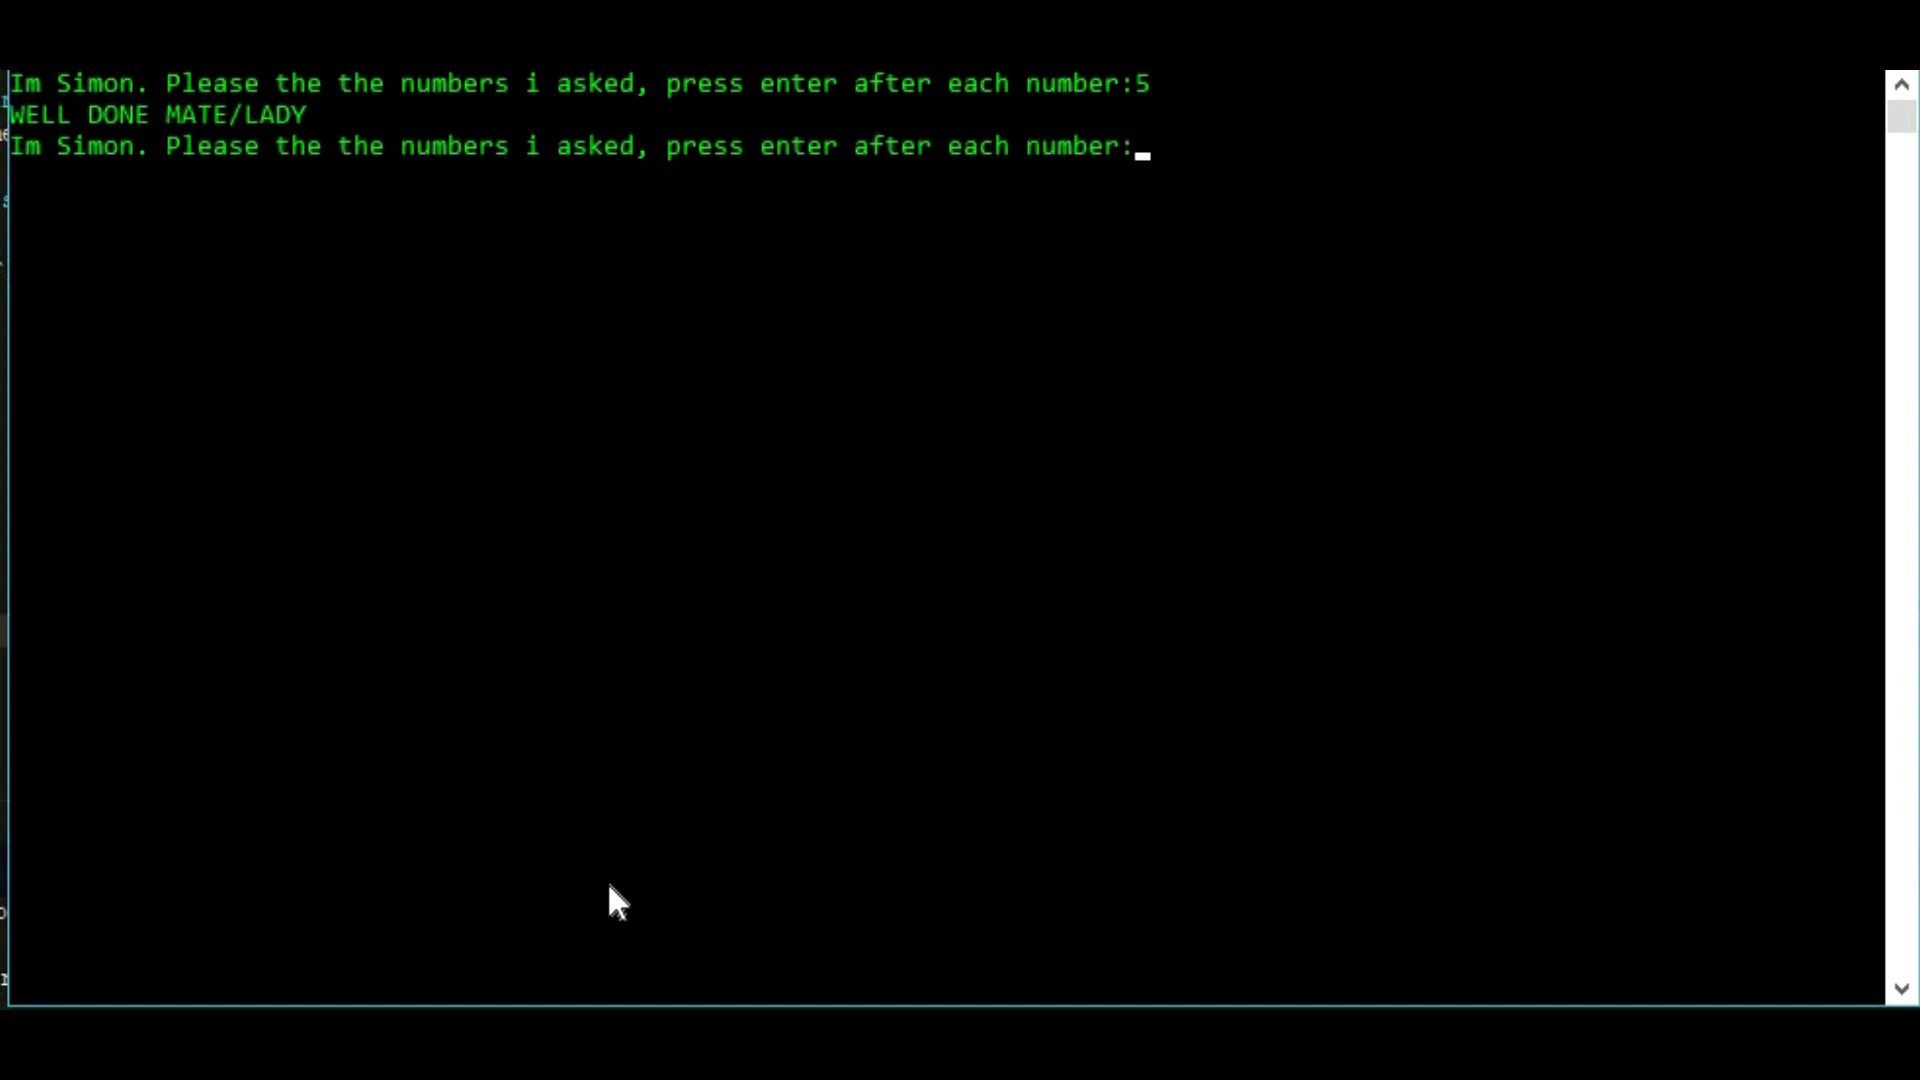 Im Simon. Please the the numbers i asked, press enter after each number:5
WELL DONE MATE/LADY
Im Simon. Please the the numbers i asked, press enter after each number: